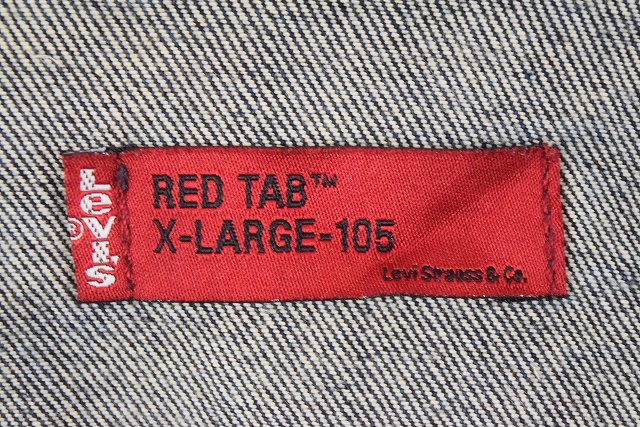 LEVI'S
®
RED TAB™
X-LARGE-105
Levi Strauss & Co.